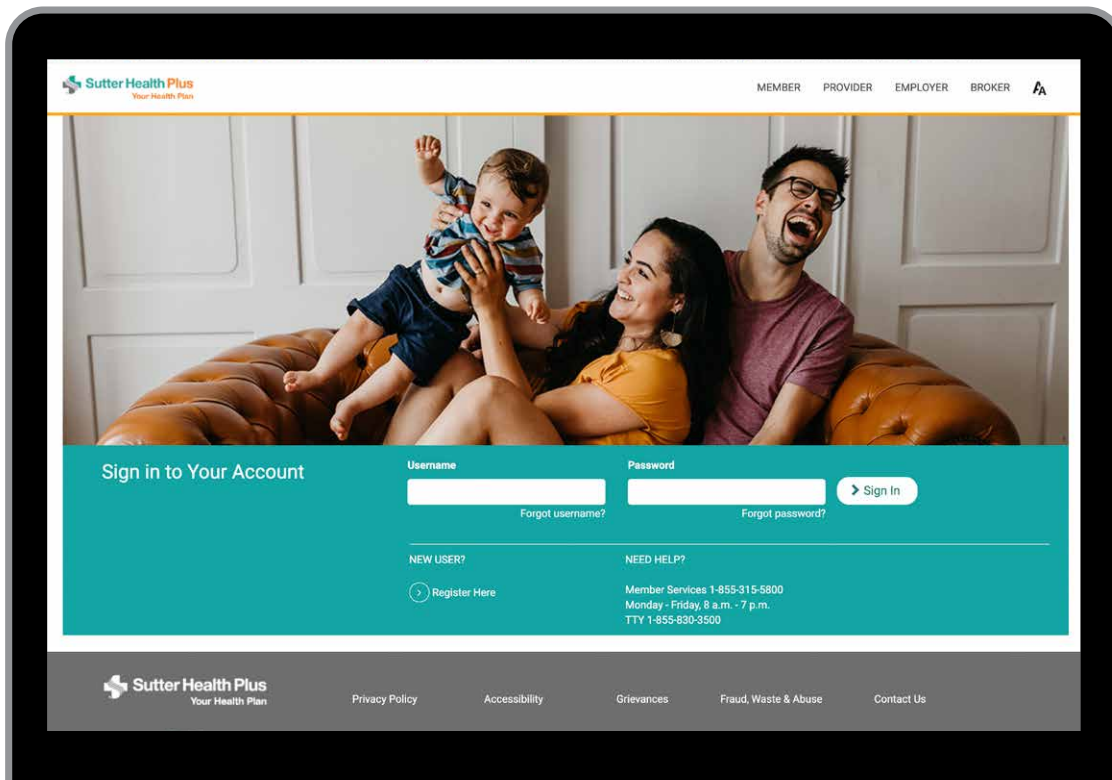 Sutter Health Plus
Your Health Plan
MEMBER PROVIDER EMPLOYER BROKER AA
Sign in to Your Account
Username Password
Sign In
Forgot username? Forgot password?
NEW USER? NEED HELP?
Register Here
Member Services 1-855-315-5800
Monday - Friday, 8 a.m. - 7 p.m.
TTY 1-855-830-3500
Sutter Health Plus
Your Health Plan
Privacy Policy Accessibility Grievances Fraud, Waste & Abuse Contact Us